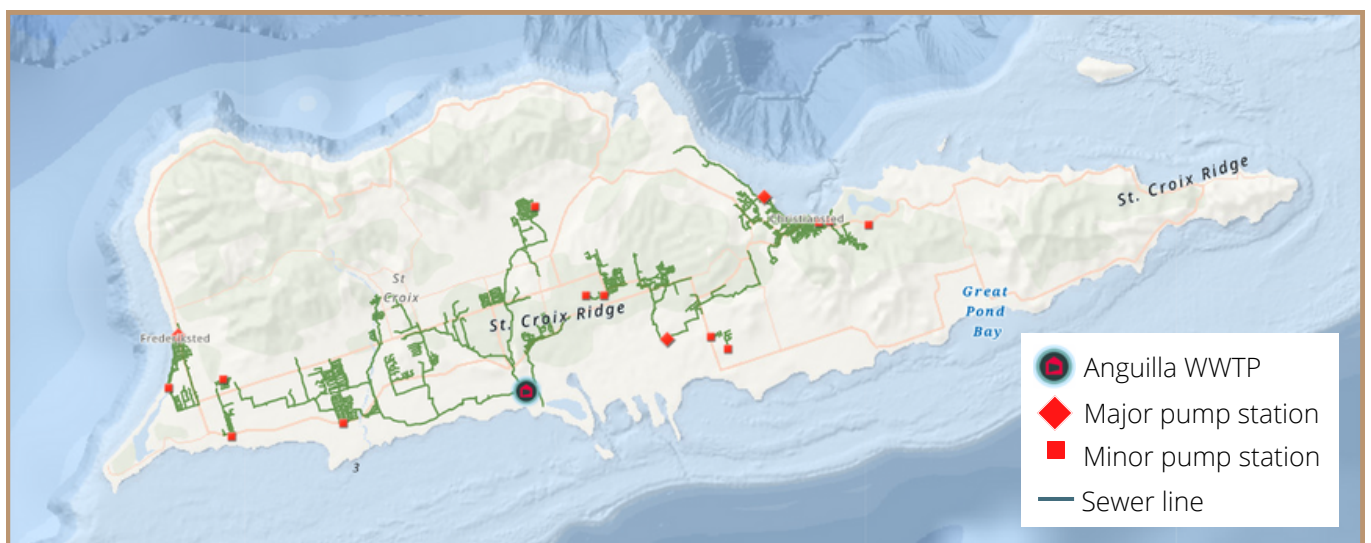 St. Croix Ridge
Christiansted
St
Croix
Great
Pond
Bay
St. Croix Ridge
Frederiksted
3
Anguilla WWTP
Major pump station
Minor pump station
Sewer line